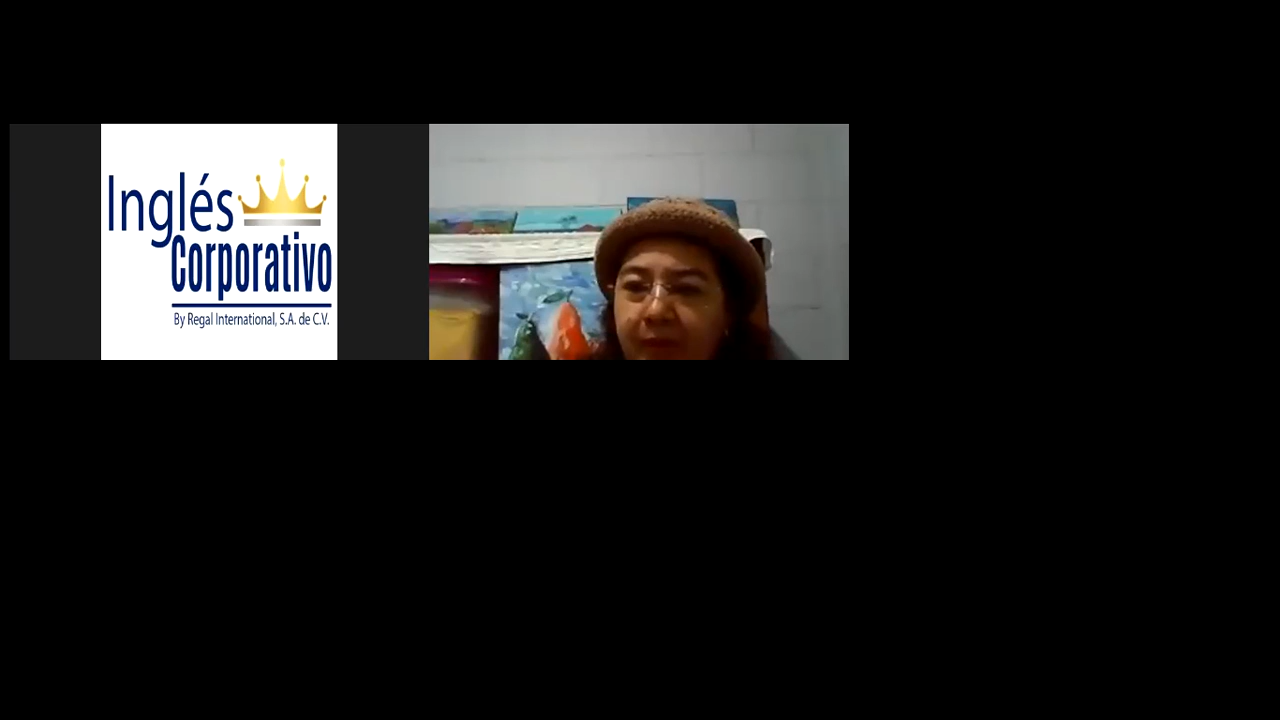 Inglés
Corporativo
By Regal International, S.A. de C.V.